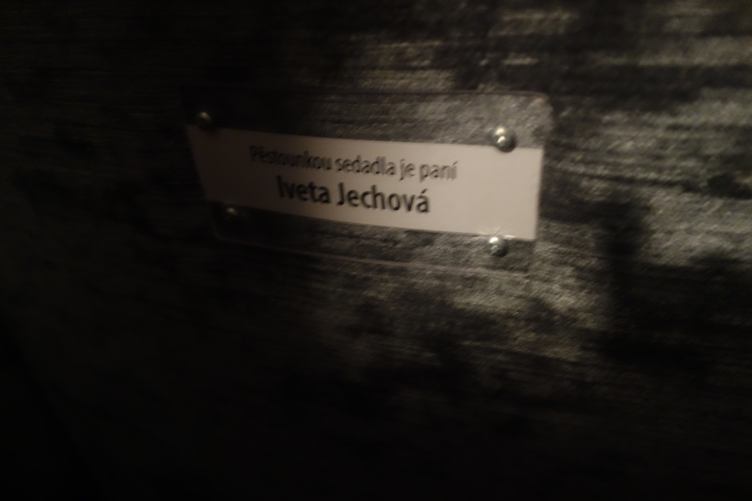 Pěstounkou sedadla je paní
Iveta Jechová